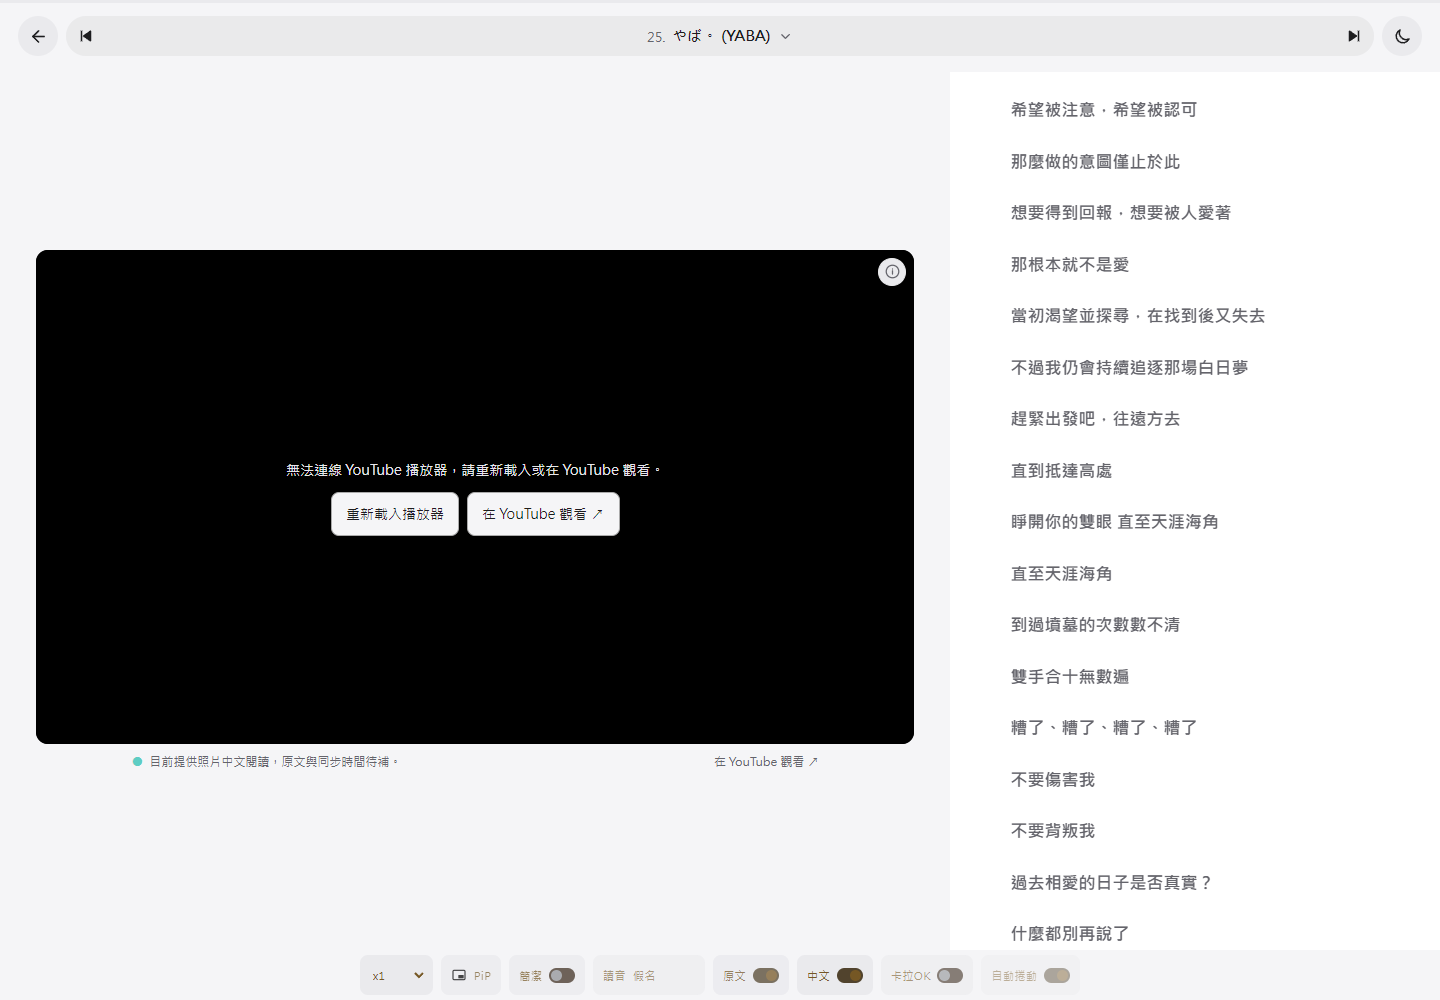 25. やば。 (YABA)
希望被注意，希望被認可
那麼做的意圖僅止於此
想要得到回報，想要被人愛著
那根本就不是愛
當初渴望並探尋，在找到後又失去
不過我仍會持續追逐那場白日夢
趕緊出發吧，往遠方去
直到抵達高處
睜開你的雙眼 直至天涯海角
直至天涯海角
到過墳墓的次數數不清
雙手合十無數遍
糟了、糟了、糟了、糟了
不要傷害我
不要背叛我
過去相愛的日子是否真實？
什麼都別再說了
無法連線 YouTube 播放器，請重新載入或在 YouTube 觀看。
重新載入播放器
在 YouTube 觀看 ↗
目前提供照片中文閱讀，原文與同步時間待補。
在 YouTube 觀看 ↗
x1
PiP
簡潔
讀音 假名
原文
中文
卡拉OK
自動捲動